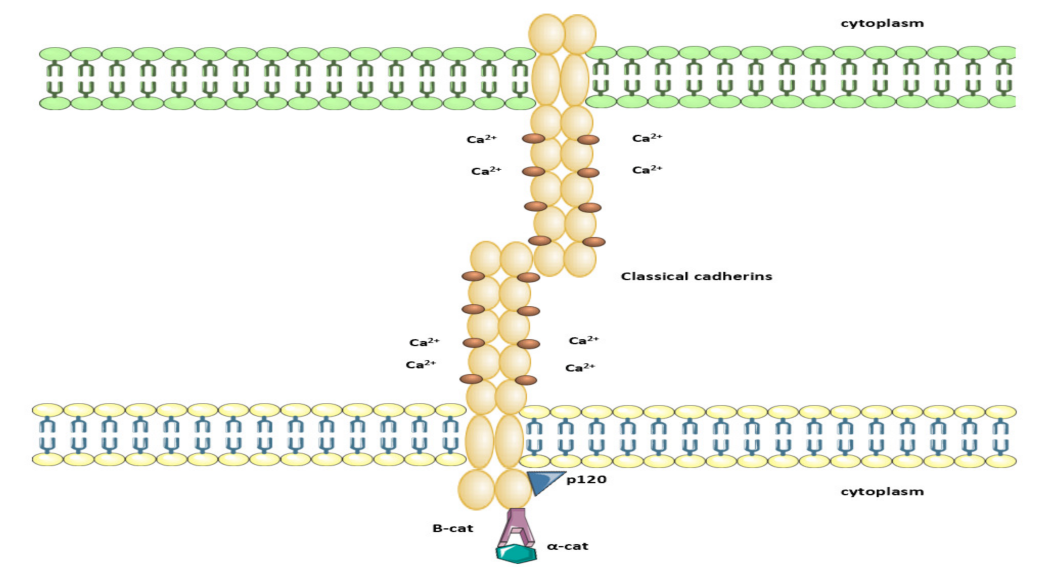 cytoplasm
Ca²⁺ Ca²⁺
Ca²⁺ Ca²⁺
Classical cadherins
Ca²⁺ Ca²⁺
Ca²⁺ Ca²⁺
p120
cytoplasm
B-cat
α-cat